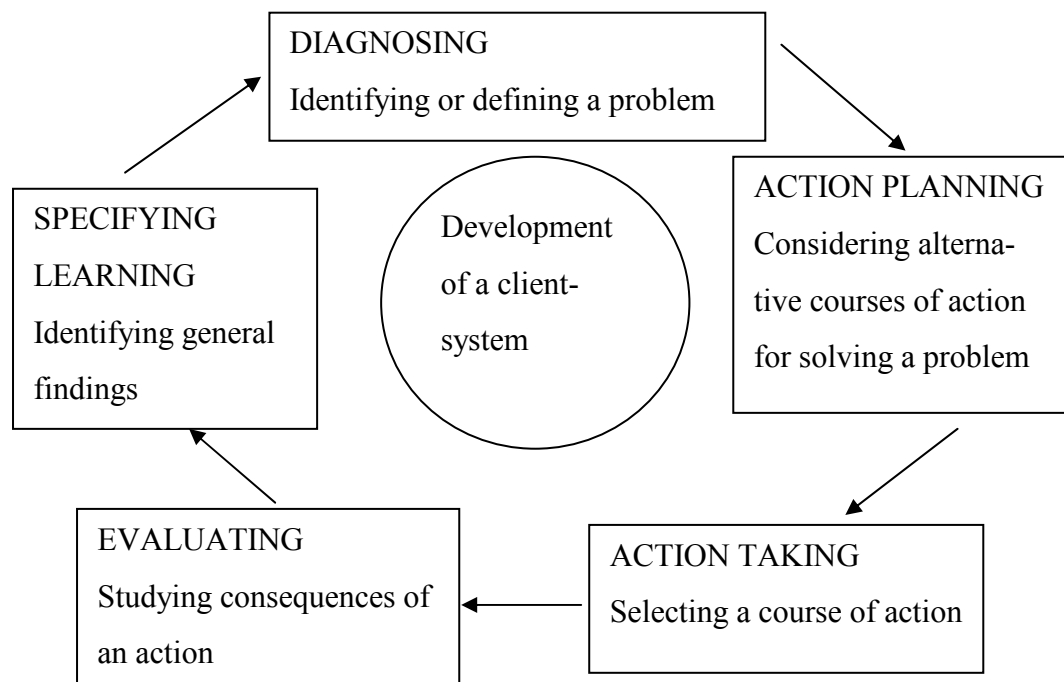 DIAGNOSING
Identifying or defining a problem
ACTION PLANNING
Considering alterna-
tive courses of action
for solving a problem
ACTION TAKING
Selecting a course of action
EVALUATING
Studying consequences of
an action
SPECIFYING
LEARNING
Identifying general
findings
Development
of a client-
system